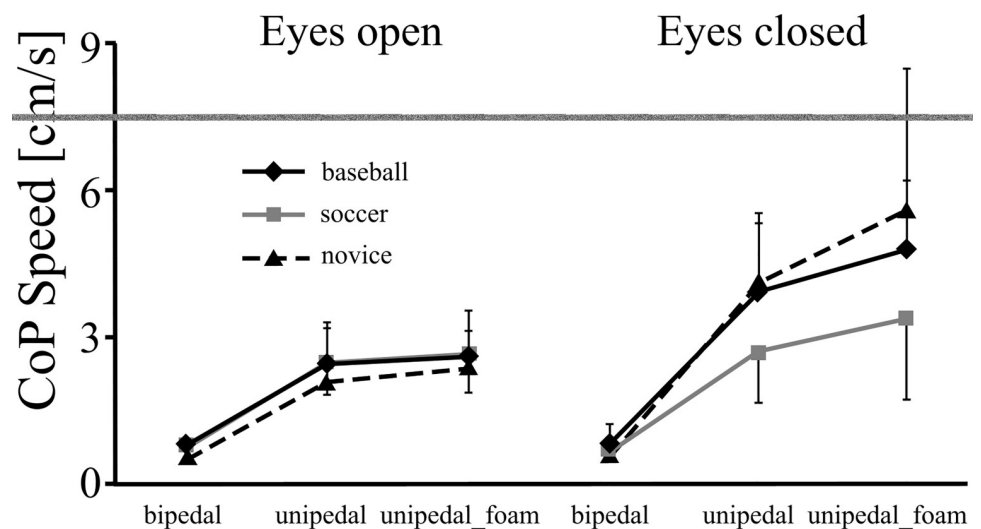 Eyes open
Eyes closed
CoP Speed [cm/s]
9
6
3
0
baseball
soccer
novice
bipedal
unipedal
unipedal_foam
bipedal
unipedal
unipedal_foam